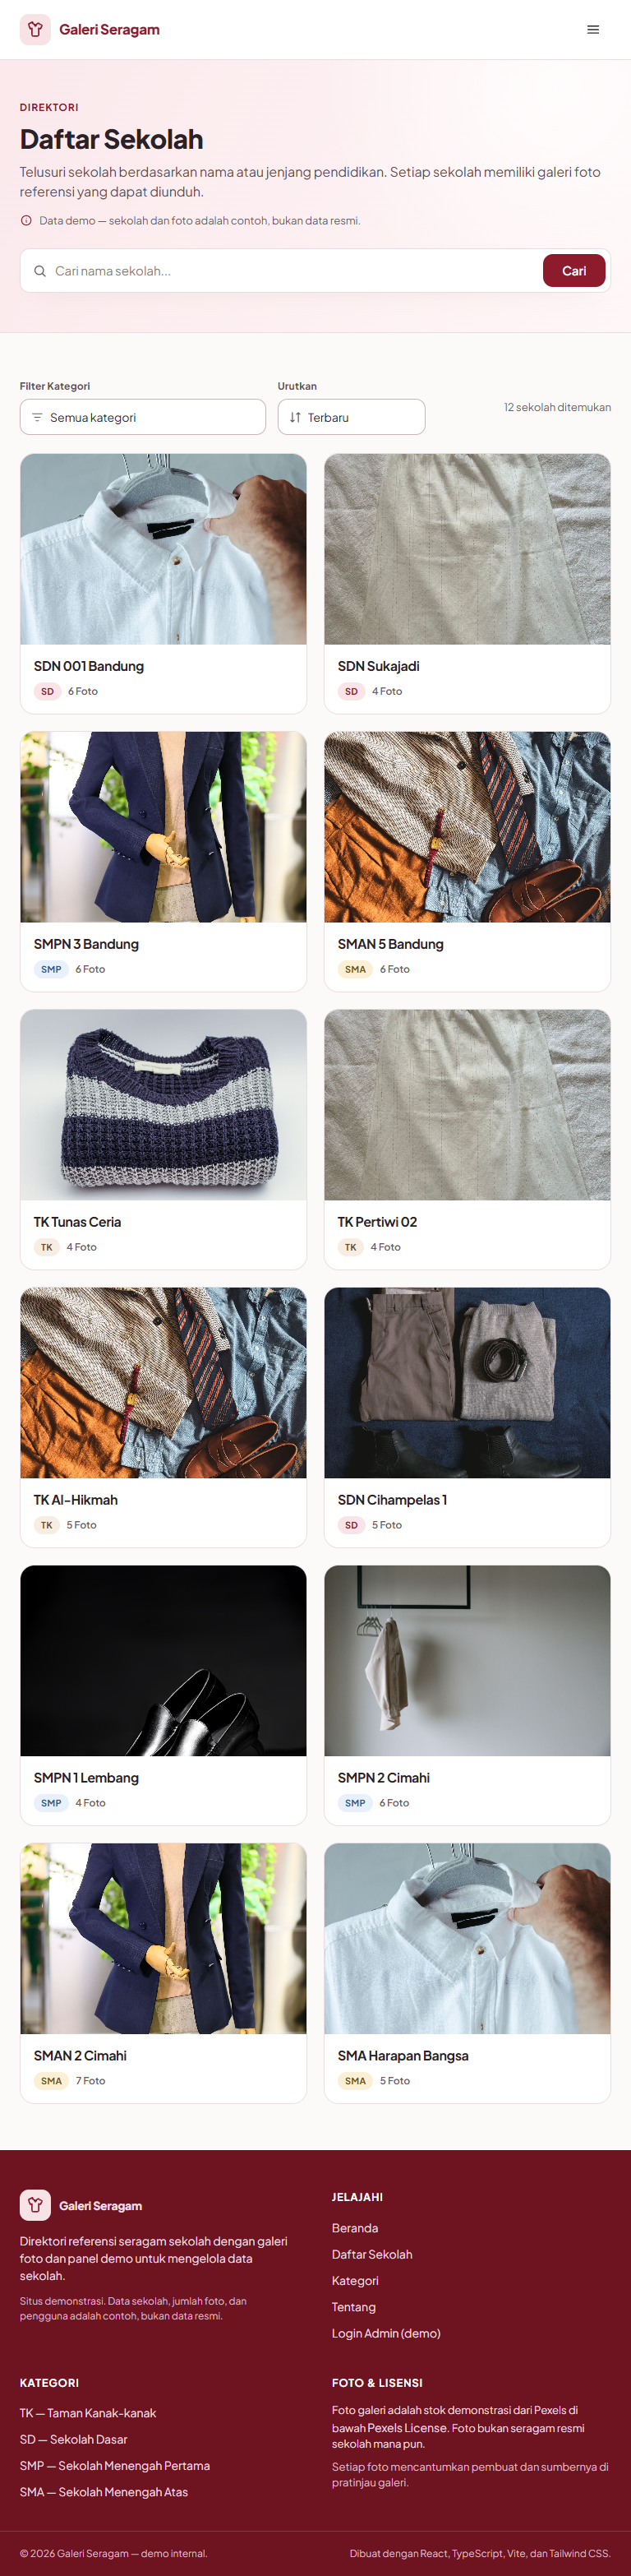 Galeri Seragam
DIREKTORI
Daftar Sekolah
Telusuri sekolah berdasarkan nama atau jenjang pendidikan. Setiap sekolah memiliki galeri foto
referensi yang dapat diunduh.
Data demo — sekolah dan foto adalah contoh, bukan data resmi.
Cari nama sekolah...
Cari
Filter Kategori
Urutkan
Semua kategori
Terbaru
12 sekolah ditemukan
SDN 001 Bandung
SD 6 Foto
SDN Sukajadi
SD 4 Foto
SMPN 3 Bandung
SMP 6 Foto
SMAN 5 Bandung
SMA 6 Foto
TK Tunas Ceria
TK 4 Foto
TK Pertiwi 02
TK 4 Foto
TK Al-Hikmah
TK 5 Foto
SDN Cihampelas 1
SD 5 Foto
SMPN 1 Lembang
SMP 4 Foto
SMPN 2 Cimahi
SMP 6 Foto
SMAN 2 Cimahi
SMA 7 Foto
SMA Harapan Bangsa
SMA 5 Foto
Galeri Seragam
Direktori referensi seragam sekolah dengan galeri
foto dan panel demo untuk mengelola data
sekolah.
Situs demonstrasi. Data sekolah, jumlah foto, dan
pengguna adalah contoh, bukan data resmi.
JELAJAHI
Beranda
Daftar Sekolah
Kategori
Tentang
Login Admin (demo)
KATEGORI
TK — Taman Kanak-kanak
SD — Sekolah Dasar
SMP — Sekolah Menengah Pertama
SMA — Sekolah Menengah Atas
FOTO & LISENSI
Foto galeri adalah stok demonstrasi dari Pexels di
bawah Pexels License. Foto bukan seragam resmi
sekolah mana pun.
Setiap foto mencantumkan pembuat dan sumbernya di
pratinjau galeri.
© 2026 Galeri Seragam — demo internal.
Dibuat dengan React, TypeScript, Vite, dan Tailwind CSS.